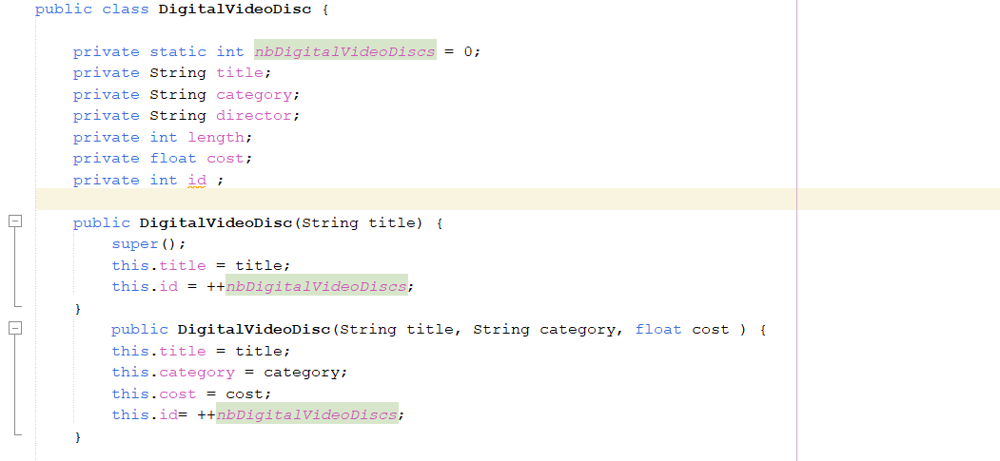 public class DigitalVideoDisc {
private static int nbDigitalVideoDiscs = 0;
private String title;
private String category;
private String director;
private int length;
private float cost;
private int id ;
public DigitalVideoDisc(String title) {
super();
this.title = title;
this.id = ++nbDigitalVideoDiscs;
}
public DigitalVideoDisc(String title, String category, float cost ) {
this.title = title;
this.category = category;
this.cost = cost;
this.id= ++nbDigitalVideoDiscs;
}